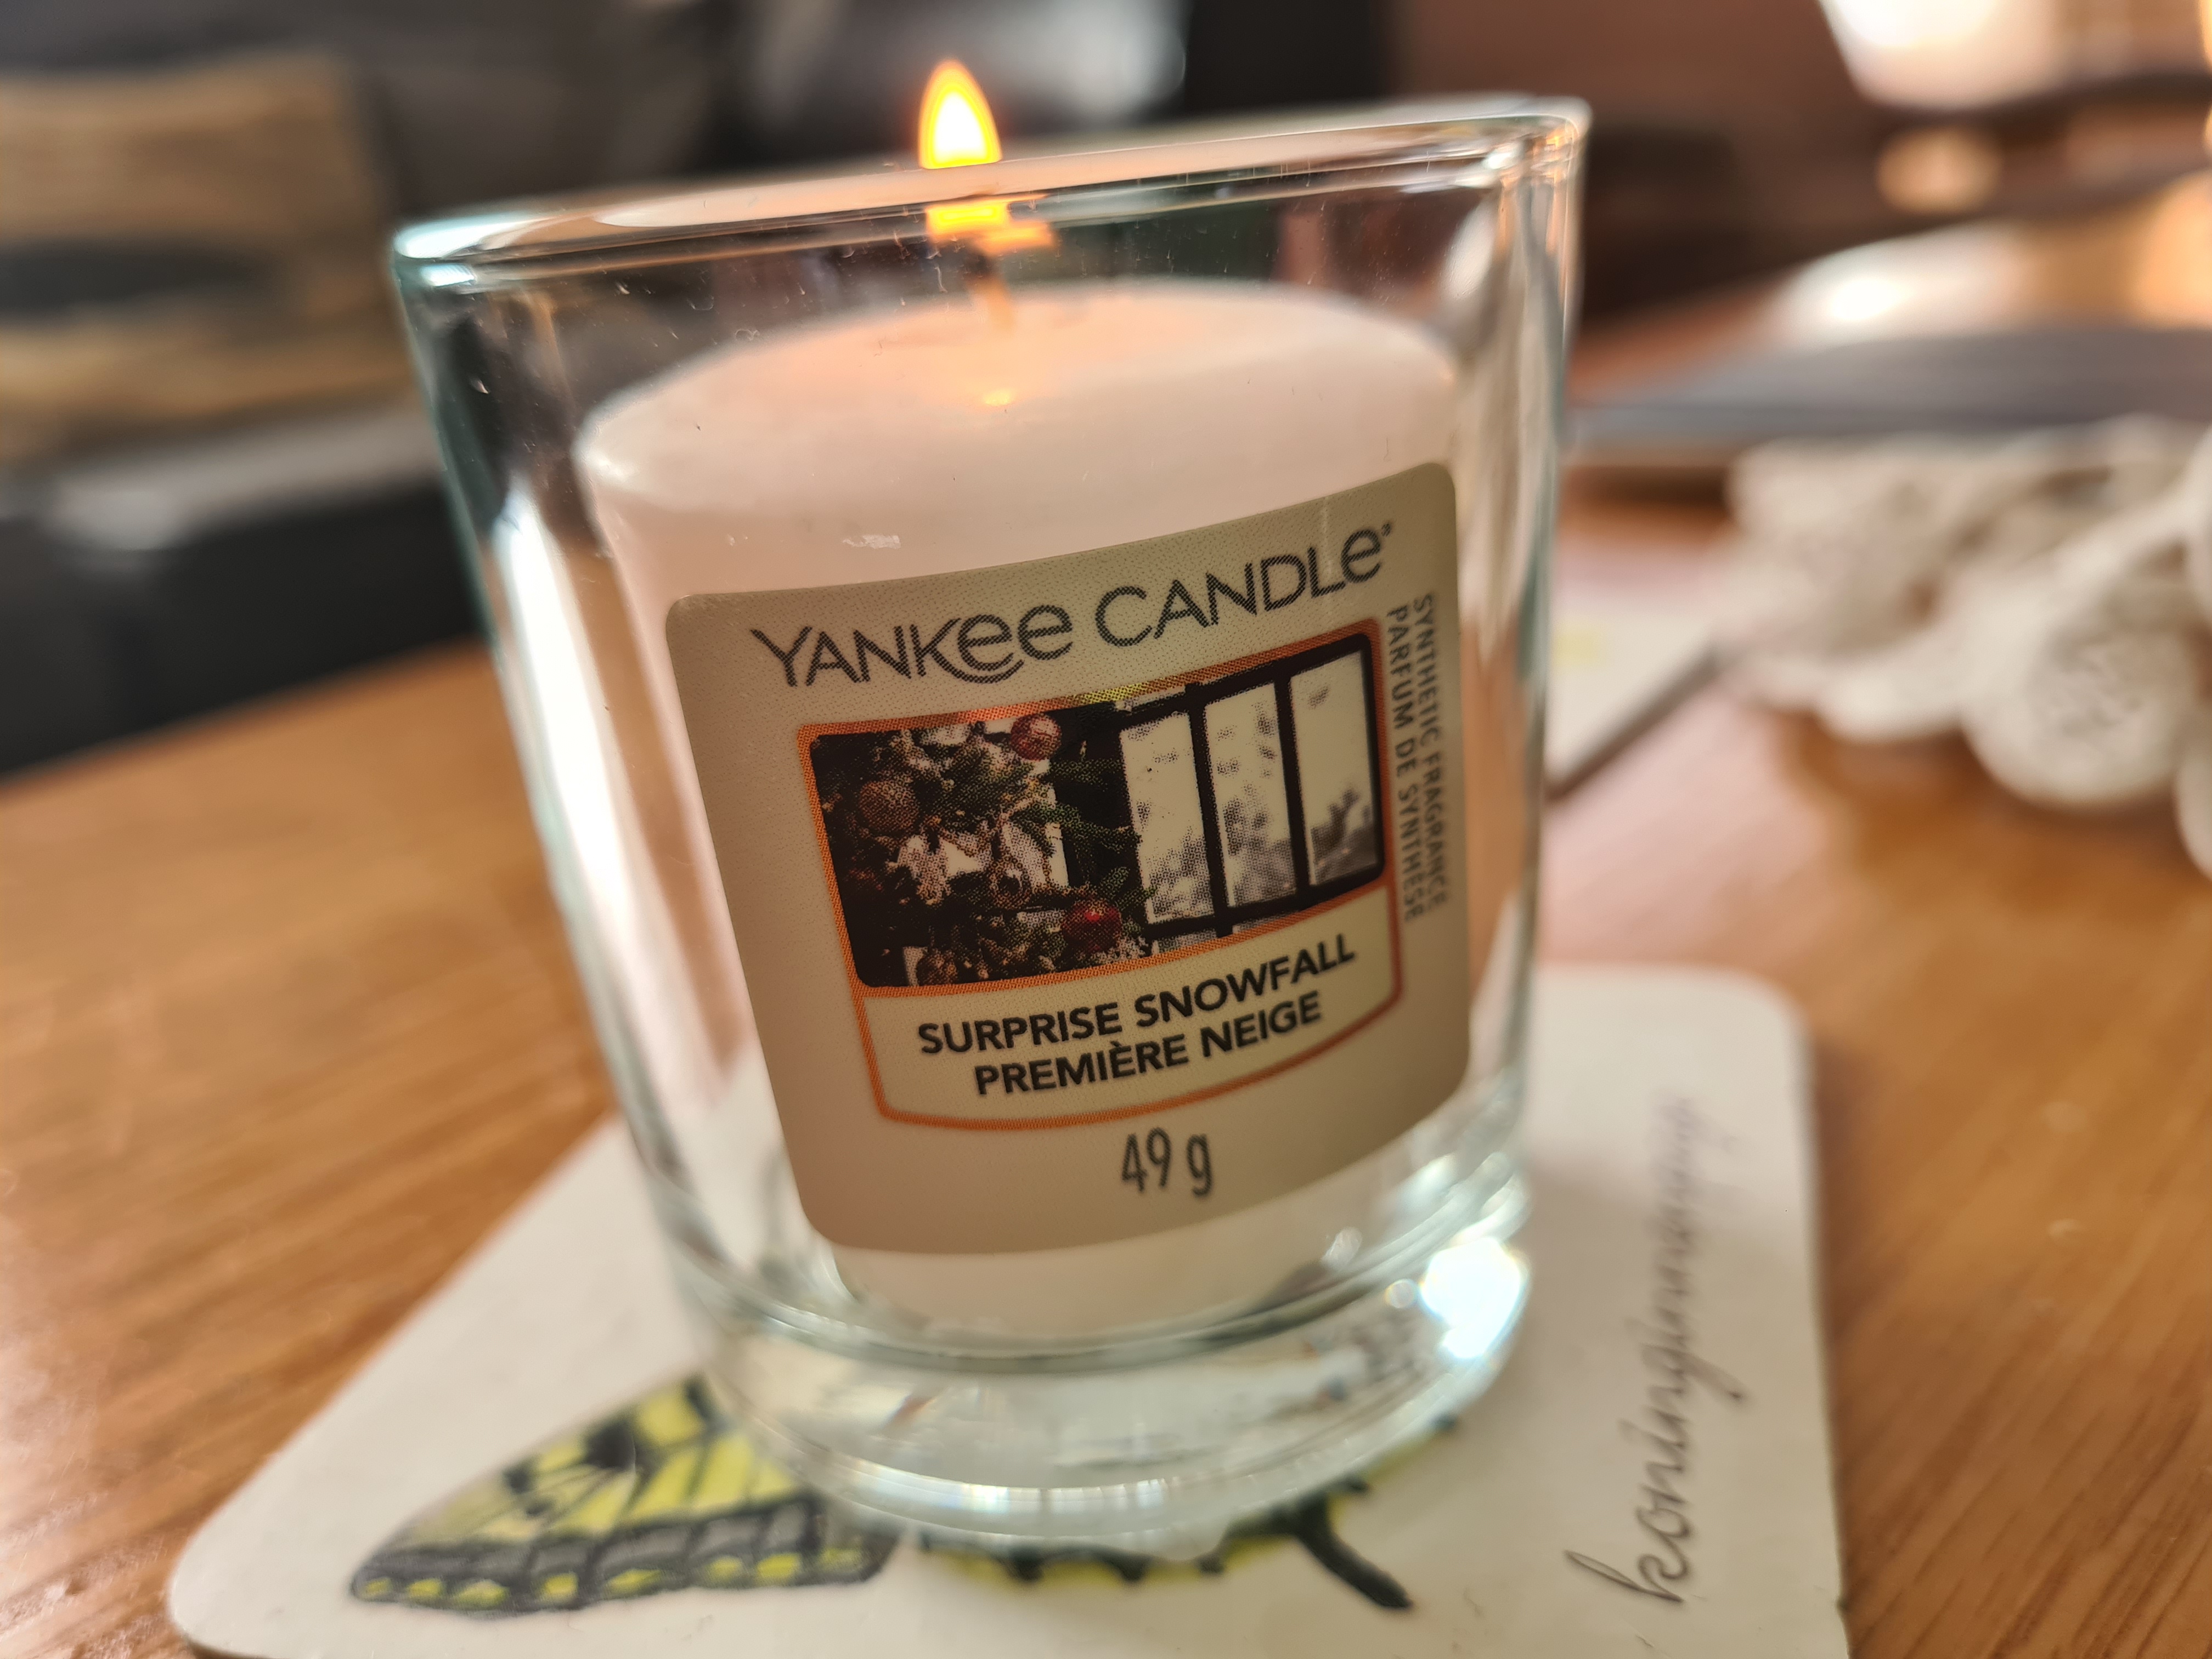 YANKEE CANDLE®
SYNTHETIC FRAGRANCE
PARFUM DE SYNTHÈSE
SURPRISE SNOWFALL
PREMIÈRE NEIGE
49 g